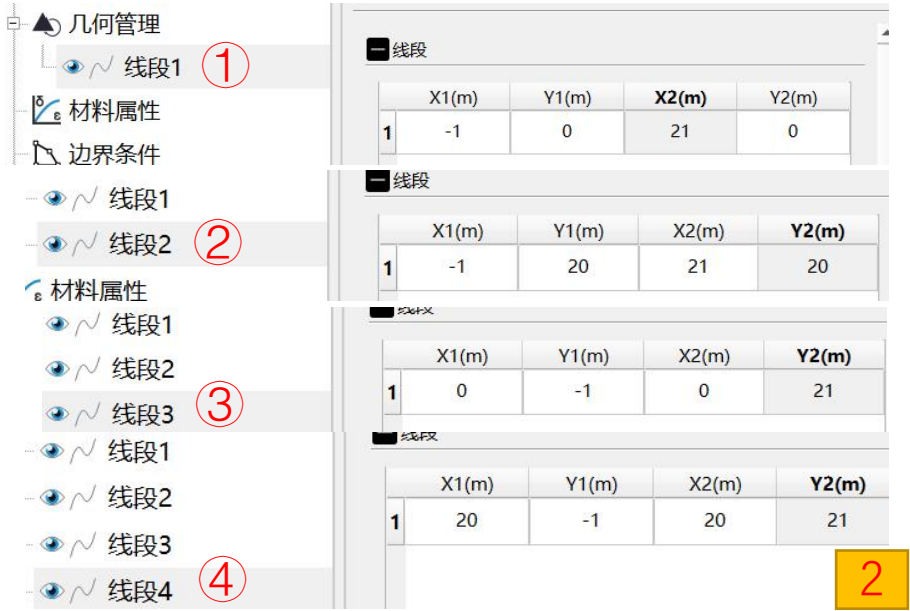 几何管理
线段1 ①
δ ε 材料属性
边界条件
线段
X1(m) Y1(m) X2(m) Y2(m)
1 -1 0 21 0
线段1
线段2 ②
ε 材料属性
线段
X1(m) Y1(m) X2(m) Y2(m)
1 -1 20 21 20
线段1
线段2
线段3 ③
线段
X1(m) Y1(m) X2(m) Y2(m)
1 0 -1 0 21
线段1
线段2
线段3
线段4 ④
线段
X1(m) Y1(m) X2(m) Y2(m)
1 20 -1 20 21
2